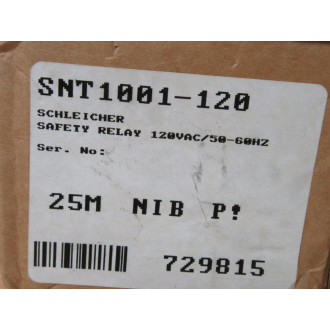 SNT1001-120
SCHLEICHER
SAFETY RELAY 120VAC/50-60HZ
Ser. No:
25M NIB P!
729815